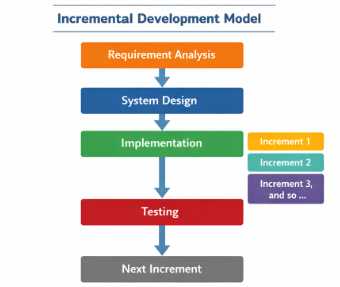 Incremental Development Model
Requirement Analysis
System Design
Implementation
Increment 1
Increment 2
Increment 3,
and so ...
Testing
Next Increment